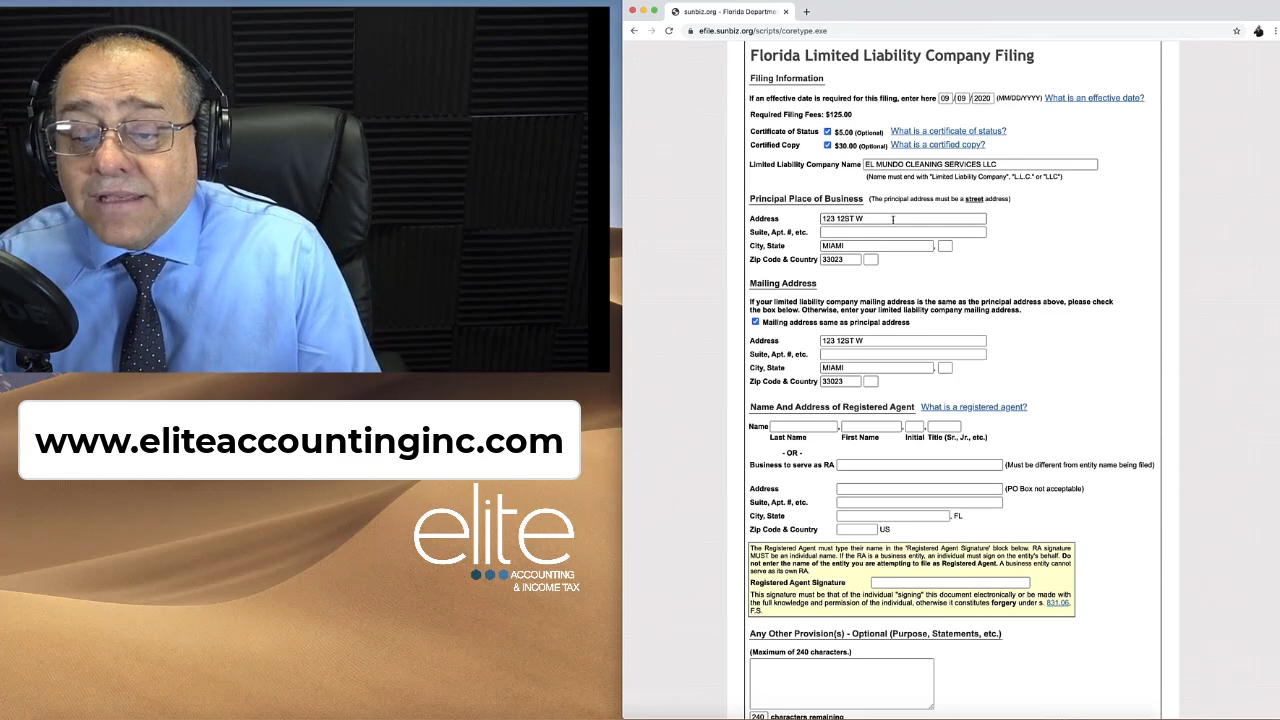 www.eliteaccountinginc.com
elite
ACCOUNTING
& INCOME TAX
sunbiz.org - Florida Departme
efile.sunbiz.org/scripts/coretype.exe
Florida Limited Liability Company Filing
Filing Information
If an effective date is required for this filing, enter here 09 / 09 / 2020 (MM/DD/YYYY) What is an effective date?
Required Filing Fees: $125.00
Certificate of Status $5.00 (Optional) What is a certificate of status?
Certified Copy $30.00 (Optional) What is a certified copy?
Limited Liability Company Name EL MUNDO CLEANING SERVICES LLC
(Name must end with "Limited Liability Company", "L.L.C." or "LLC")
Principal Place of Business (The principal address must be a street address)
Address 123 12ST W
Suite, Apt. #, etc.
City, State MIAMI ,
Zip Code & Country 33023
Mailing Address
If your limited liability company mailing address is the same as the principal address above, please check
the box below. Otherwise, enter your limited liability company mailing address.
Mailing address same as principal address
Address 123 12ST W
Suite, Apt. #, etc.
City, State MIAMI ,
Zip Code & Country 33023
Name And Address of Registered Agent What is a registered agent?
Name , ,
Last Name First Name Initial Title (Sr., Jr., etc.)
- OR -
Business to serve as RA (Must be different from entity name being filed)
Address (PO Box not acceptable)
Suite, Apt. #, etc.
City, State , FL
Zip Code & Country US
The Registered Agent must type their name in the 'Registered Agent Signature' block below. RA signature
MUST be an individual name. If the RA is a business entity, an individual must sign on the entity's behalf. Do
not enter the name of the entity you are attempting to file as Registered Agent. A business entity cannot
serve as its own RA.
Registered Agent Signature
This signature must be that of the individual "signing" this document electronically or be made with
the full knowledge and permission of the individual, otherwise it constitutes forgery under s. 831.06,
F.S.
Any Other Provision(s) - Optional (Purpose, Statements, etc.)
(Maximum of 240 characters.)
240 characters remaining